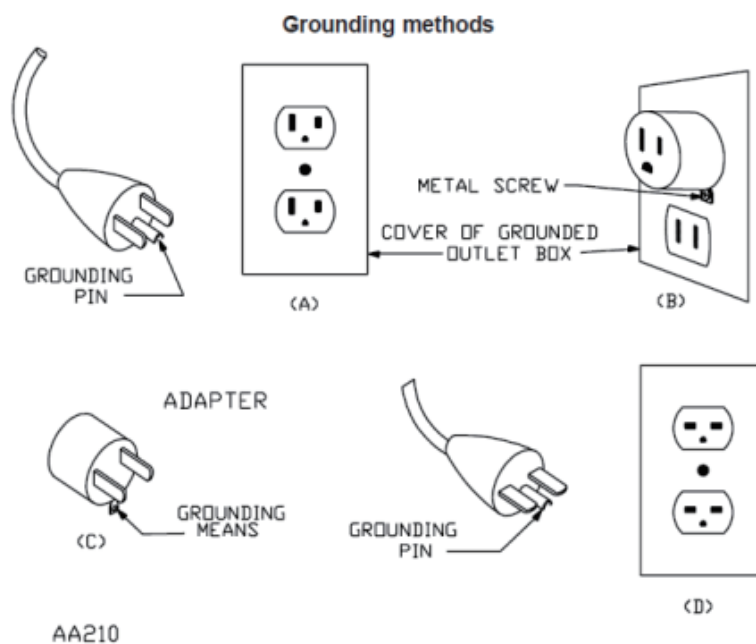 Grounding methods
METAL SCREW
COVER OF GROUNDED
OUTLET BOX
GROUNDING
PIN
(A)
(B)
ADAPTER
GROUNDING
MEANS
(C)
GROUNDING
PIN
(D)
AA210